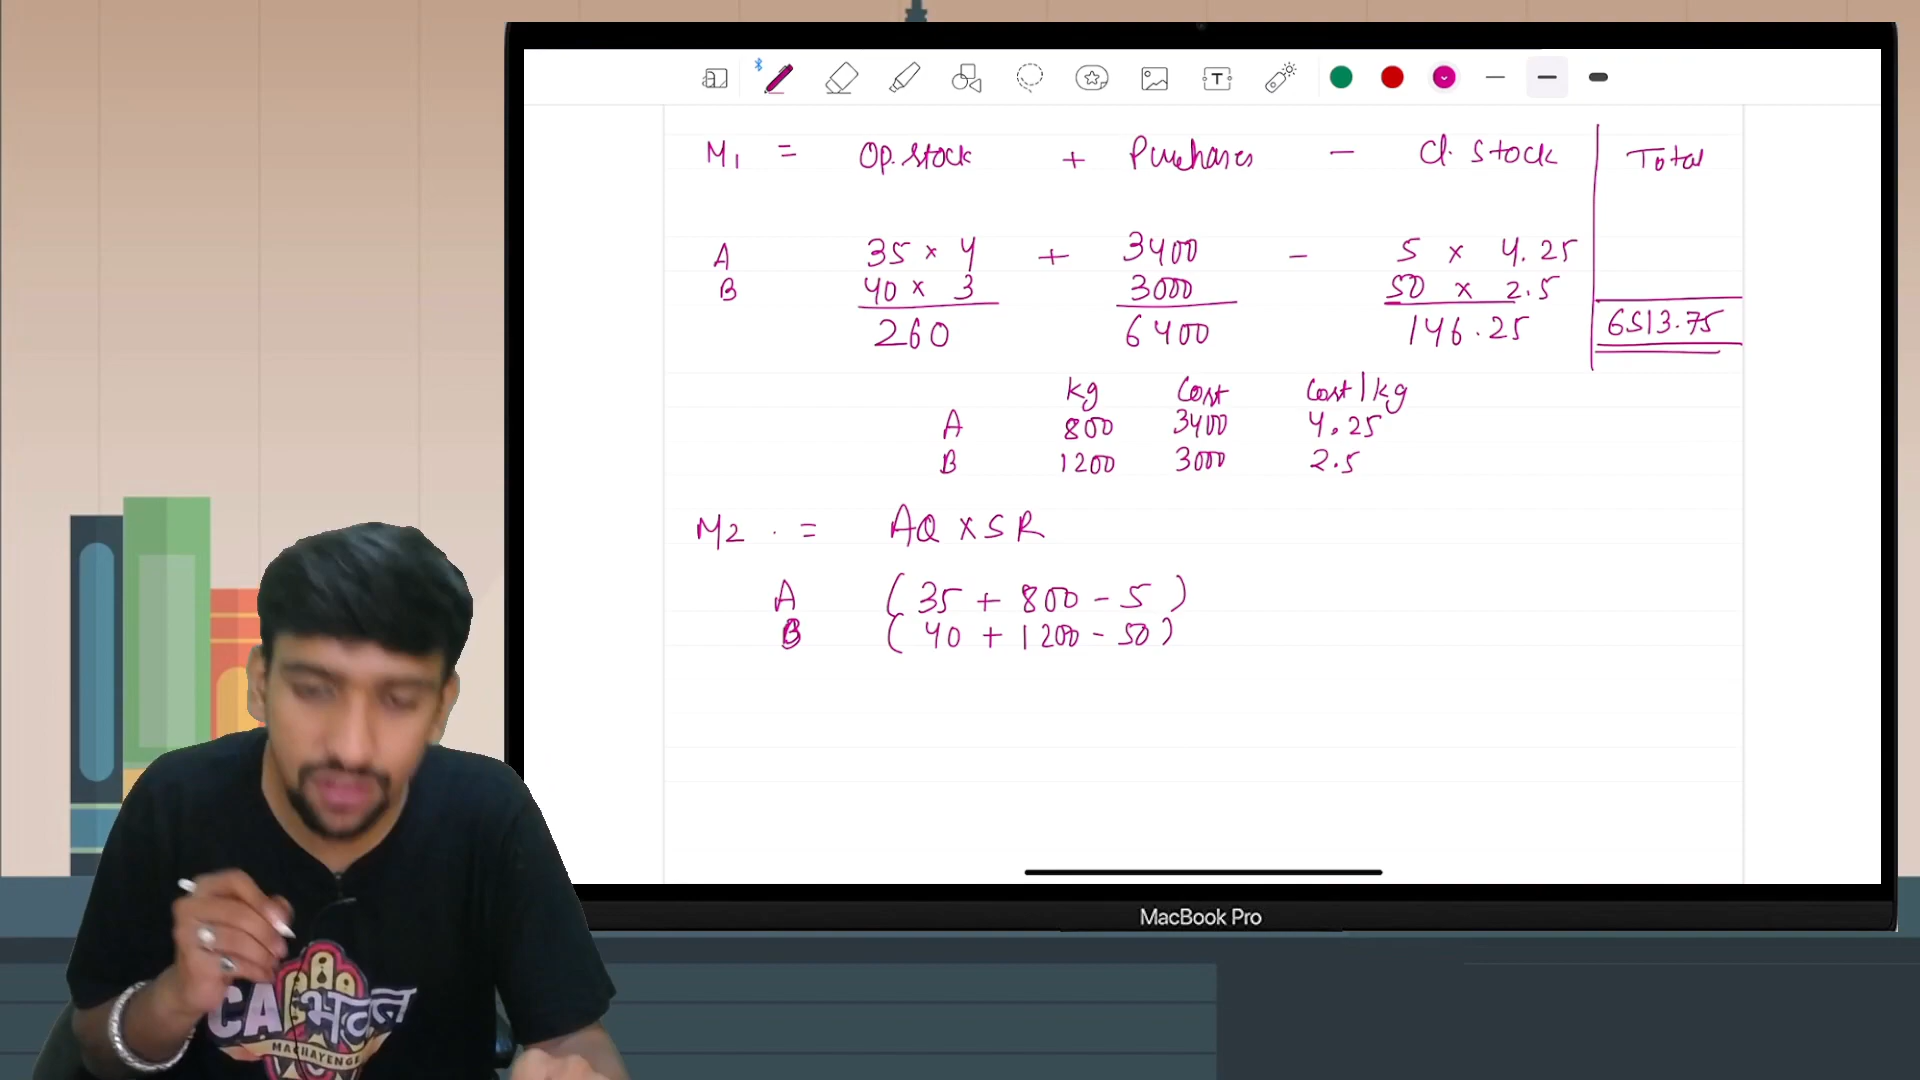 M1 = Op. Stock + Purchases - Cl. Stock Total
A 35 × 4 + 3400 - 5 × 4.25
B 40 × 3 3000 50 × 2.5
260 6400 146.25 6513.75
Kg Cost Cost/kg
A 800 3400 4.25
B 1200 3000 2.5
M2 = AQ × SR
A (35 + 800 - 5)
B (40 + 1200 - 50)
MacBook Pro
CA भगत
MACHAYENGE